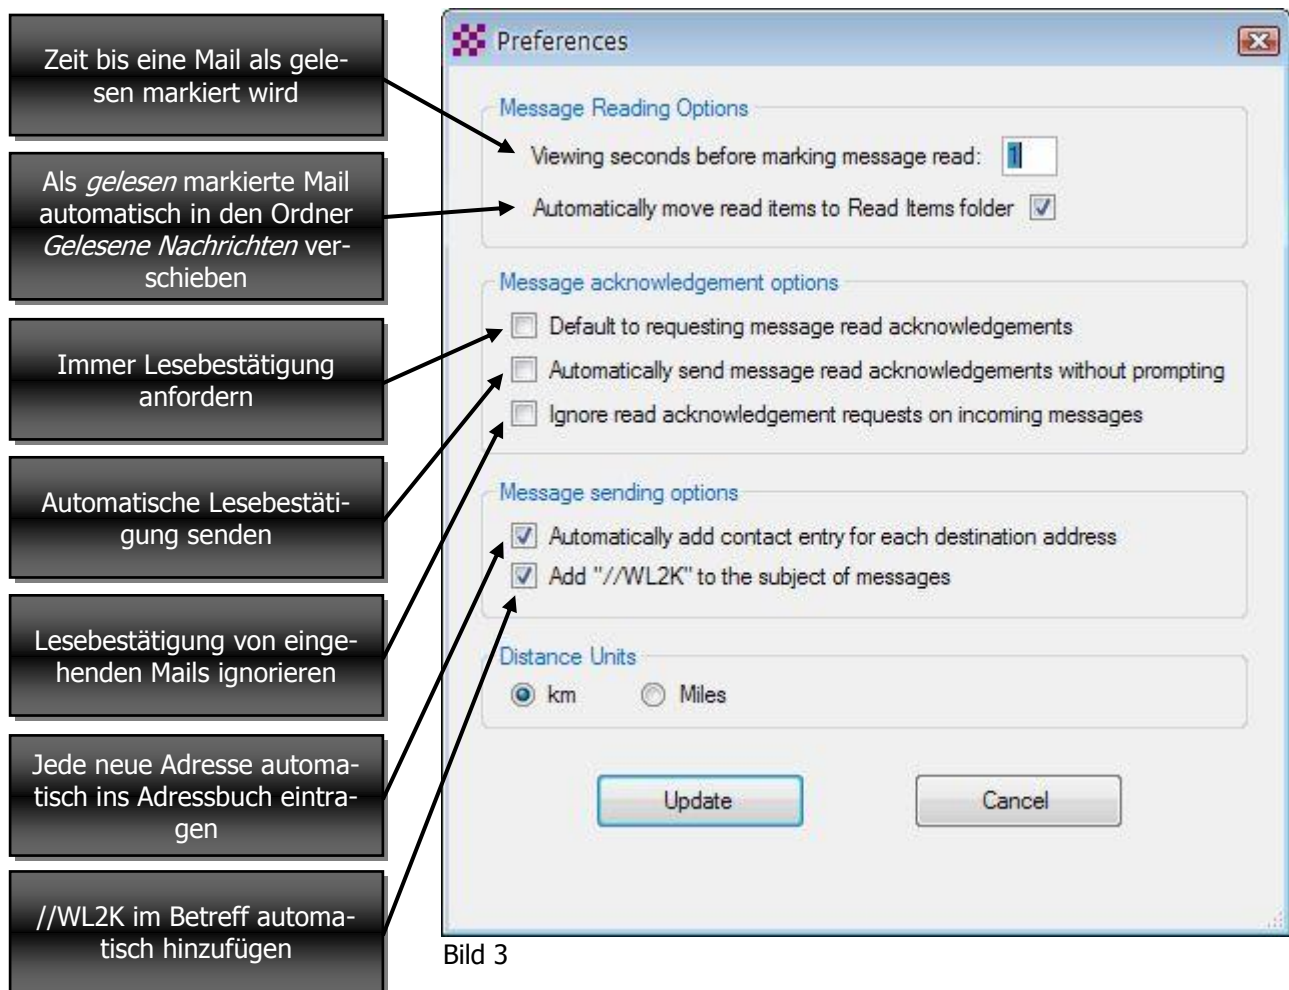 Zeit bis eine Mail als gele-
sen markiert wird
Als gelesen markierte Mail
automatisch in den Ordner
Gelesene Nachrichten ver-
schieben
Immer Lesebestätigung
anfordern
Automatische Lesebestäti-
gung senden
Lesebestätigung von einge-
henden Mails ignorieren
Jede neue Adresse automa-
tisch ins Adressbuch eintra-
gen
//WL2K im Betreff automa-
tisch hinzufügen
Preferences
Message Reading Options
Viewing seconds before marking message read: 1
Automatically move read items to Read Items folder
Message acknowledgement options
Default to requesting message read acknowledgements
Automatically send message read acknowledgements without prompting
Ignore read acknowledgement requests on incoming messages
Message sending options
Automatically add contact entry for each destination address
Add "//WL2K" to the subject of messages
Distance Units
km Miles
Update Cancel
Bild 3